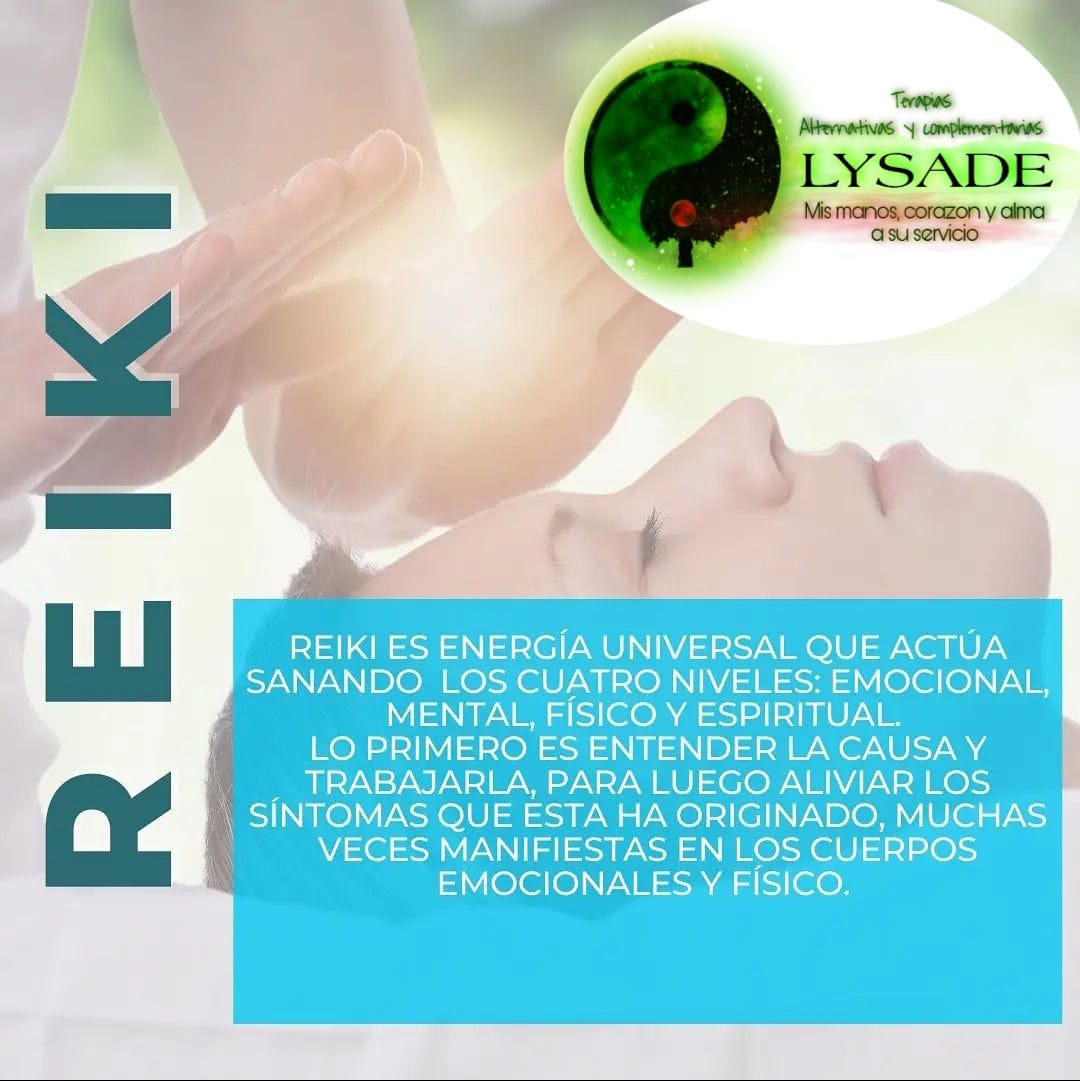 Terapias
Alternativas y complementarias
LYSADE
Mis manos, corazon y alma
a su servicio
REIKI
REIKI ES ENERGÍA UNIVERSAL QUE ACTÚA
SANANDO LOS CUATRO NIVELES: EMOCIONAL,
MENTAL, FÍSICO Y ESPIRITUAL.
LO PRIMERO ES ENTENDER LA CAUSA Y
TRABAJARLA, PARA LUEGO ALIVIAR LOS
SÍNTOMAS QUE ESTA HA ORIGINADO, MUCHAS
VECES MANIFIESTAS EN LOS CUERPOS
EMOCIONALES Y FÍSICO.